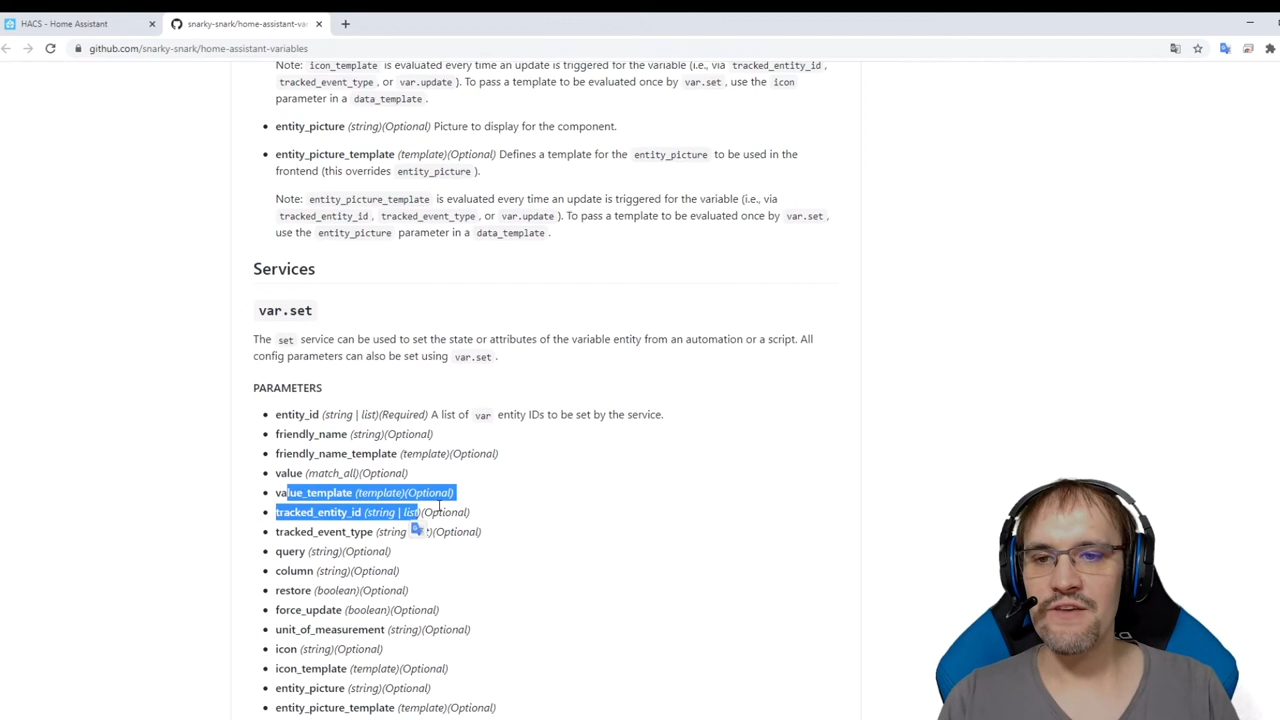 HACS - Home Assistant
snarky-snark/home-assistant-var
github.com/snarky-snark/home-assistant-variables
Note: icon_template is evaluated every time an update is triggered for the variable (i.e., via tracked_entity_id ,
tracked_event_type , or var.update ). To pass a template to be evaluated once by var.set , use the icon
parameter in a data_template .
• entity_picture (string)(Optional) Picture to display for the component.
• entity_picture_template (template)(Optional) Defines a template for the entity_picture to be used in the
frontend (this overrides entity_picture ).
Note: entity_picture_template is evaluated every time an update is triggered for the variable (i.e., via
tracked_entity_id , tracked_event_type , or var.update ). To pass a template to be evaluated once by var.set ,
use the entity_picture parameter in a data_template .
Services
var.set
The set service can be used to set the state or attributes of the variable entity from an automation or a script. All
config parameters can also be set using var.set .
PARAMETERS
• entity_id (string | list)(Required) A list of var entity IDs to be set by the service.
• friendly_name (string)(Optional)
• friendly_name_template (template)(Optional)
• value (match_all)(Optional)
• value_template (template)(Optional)
• tracked_entity_id (string | list)(Optional)
• tracked_event_type (string )(Optional)
• query (string)(Optional)
• column (string)(Optional)
• restore (boolean)(Optional)
• force_update (boolean)(Optional)
• unit_of_measurement (string)(Optional)
• icon (string)(Optional)
• icon_template (template)(Optional)
• entity_picture (string)(Optional)
• entity_picture_template (template)(Optional)